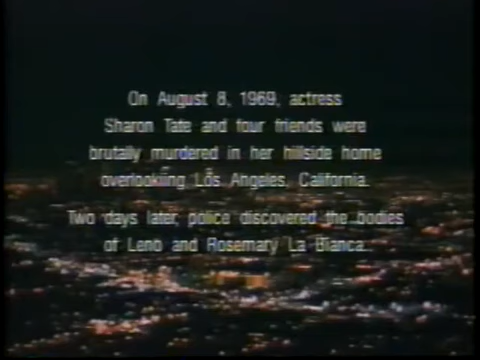 On August 8, 1969, actress
Sharon Tate and four friends were
brutally murdered in her hillside home
overlooking Los Angeles, California.
Two days later, police discovered the bodies
of Leno and Rosemary La Bianca.